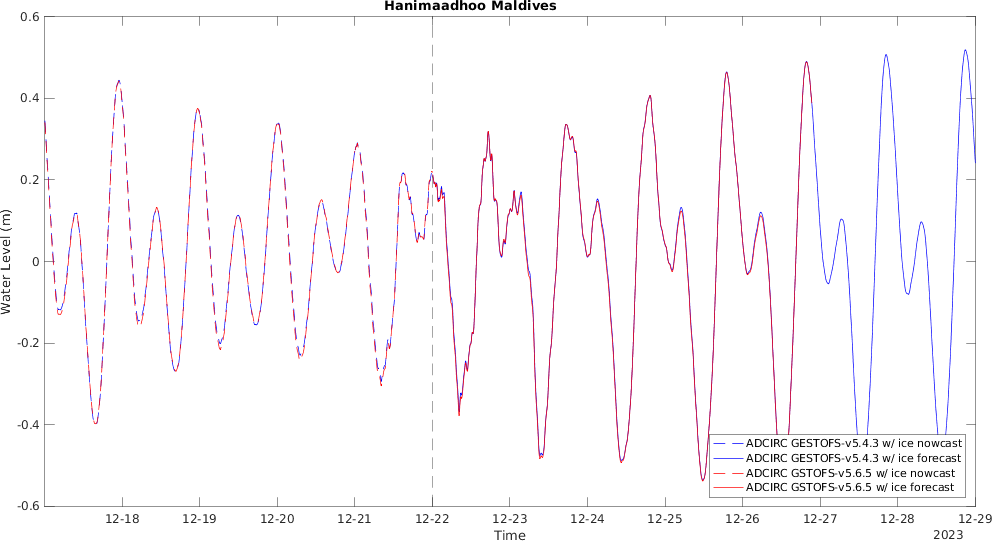 Hanimaadhoo Maldives
0.6
0.4
0.2
0
-0.2
-0.4
-0.6
Water Level (m)
ADCIRC GESTOFS-v5.4.3 w/ ice nowcast
ADCIRC GESTOFS-v5.4.3 w/ ice forecast
ADCIRC GSTOFS-v5.6.5 w/ ice nowcast
ADCIRC GSTOFS-v5.6.5 w/ ice forecast
12-18 12-19 12-20 12-21 12-22 12-23 12-24 12-25 12-26 12-27 12-28 12-29
Time
2023